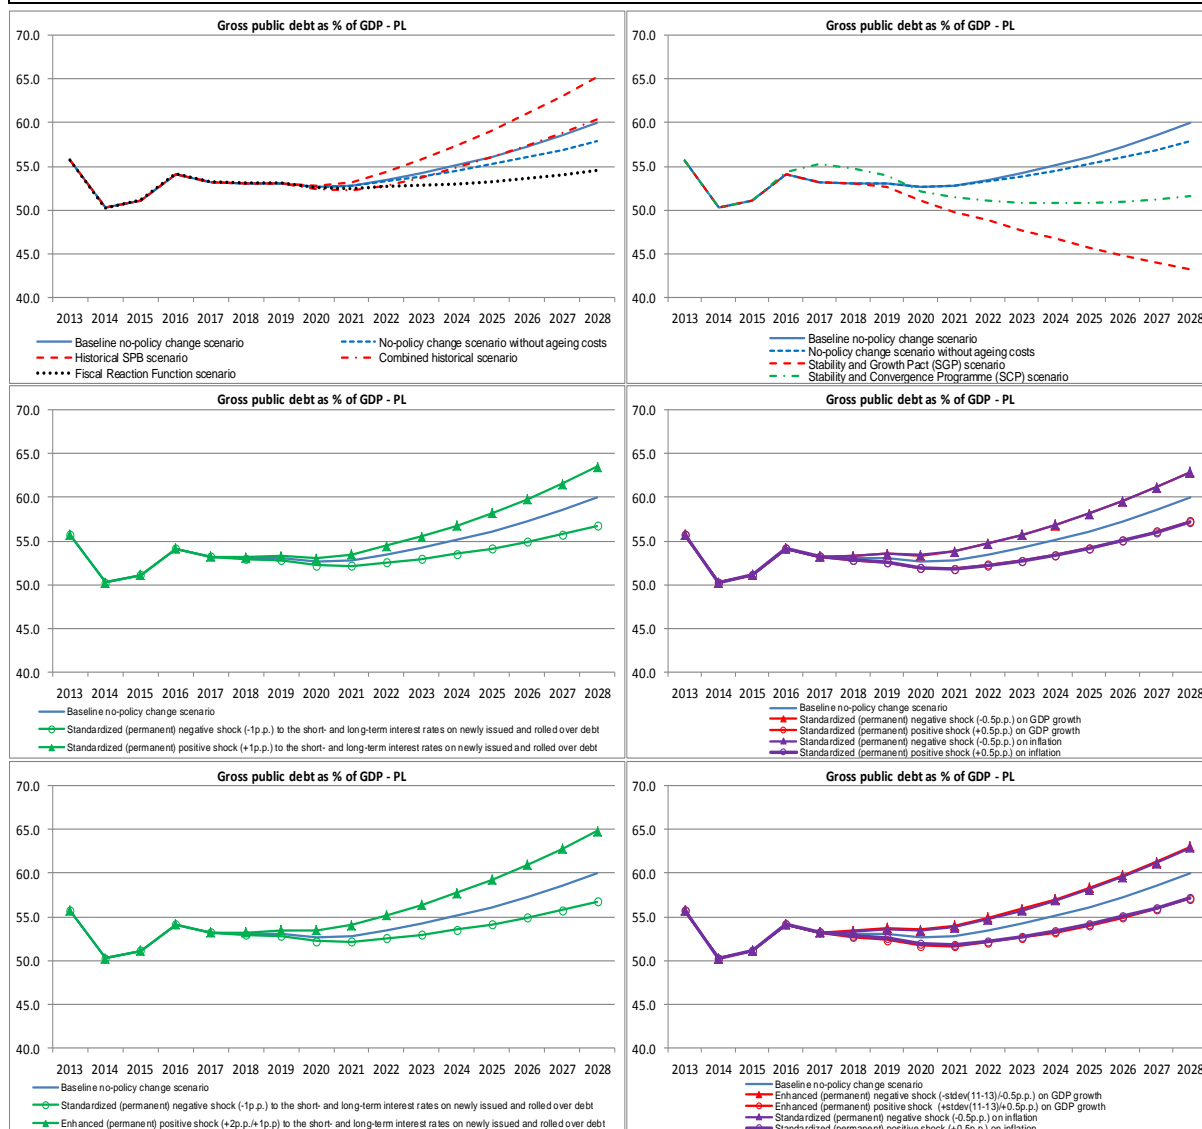 Gross public debt as % of GDP - PL
70.0
65.0
60.0
55.0
50.0
45.0
40.0
2013 2014 2015 2016 2017 2018 2019 2020 2021 2022 2023 2024 2025 2026 2027 2028
Baseline no-policy change scenario
No-policy change scenario without ageing costs
Historical SPB scenario
Combined historical scenario
Fiscal Reaction Function scenario
Gross public debt as % of GDP - PL
70.0
65.0
60.0
55.0
50.0
45.0
40.0
2013 2014 2015 2016 2017 2018 2019 2020 2021 2022 2023 2024 2025 2026 2027 2028
Baseline no-policy change scenario
No-policy change scenario without ageing costs
Stability and Growth Pact (SGP) scenario
Stability and Convergence Programme (SCP) scenario
Gross public debt as % of GDP - PL
70.0
65.0
60.0
55.0
50.0
45.0
40.0
2013 2014 2015 2016 2017 2018 2019 2020 2021 2022 2023 2024 2025 2026 2027 2028
Baseline no-policy change scenario
Standardized (permanent) negative shock (-1p.p.) to the short- and long-term interest rates on newly issued and rolled over debt
Standardized (permanent) positive shock (+1p.p.) to the short- and long-term interest rates on newly issued and rolled over debt
Gross public debt as % of GDP - PL
70.0
65.0
60.0
55.0
50.0
45.0
40.0
2013 2014 2015 2016 2017 2018 2019 2020 2021 2022 2023 2024 2025 2026 2027 2028
Baseline no-policy change scenario
Standardized (permanent) negative shock (-0.5p.p.) on GDP growth
Standardized (permanent) positive shock (+0.5p.p.) on GDP growth
Standardized (permanent) negative shock (-0.5p.p.) on inflation
Standardized (permanent) positive shock (+0.5p.p.) on inflation
Gross public debt as % of GDP - PL
70.0
65.0
60.0
55.0
50.0
45.0
40.0
2013 2014 2015 2016 2017 2018 2019 2020 2021 2022 2023 2024 2025 2026 2027 2028
Baseline no-policy change scenario
Standardized (permanent) negative shock (-1p.p.) to the short- and long-term interest rates on newly issued and rolled over debt
Enhanced (permanent) positive shock (+2p.p./+1p.p) to the short- and long-term interest rates on newly issued and rolled over debt
Gross public debt as % of GDP - PL
70.0
65.0
60.0
55.0
50.0
45.0
40.0
2013 2014 2015 2016 2017 2018 2019 2020 2021 2022 2023 2024 2025 2026 2027 2028
Baseline no-policy change scenario
Enhanced (permanent) negative shock (-stdev(11-13)/-0.5p.p.) on GDP growth
Enhanced (permanent) positive shock (+stdev(11-13)/+0.5p.p.) on GDP growth
Standardized (permanent) negative shock (-0.5p.p.) on inflation
Standardized (permanent) positive shock (+0.5p.p.) on inflation